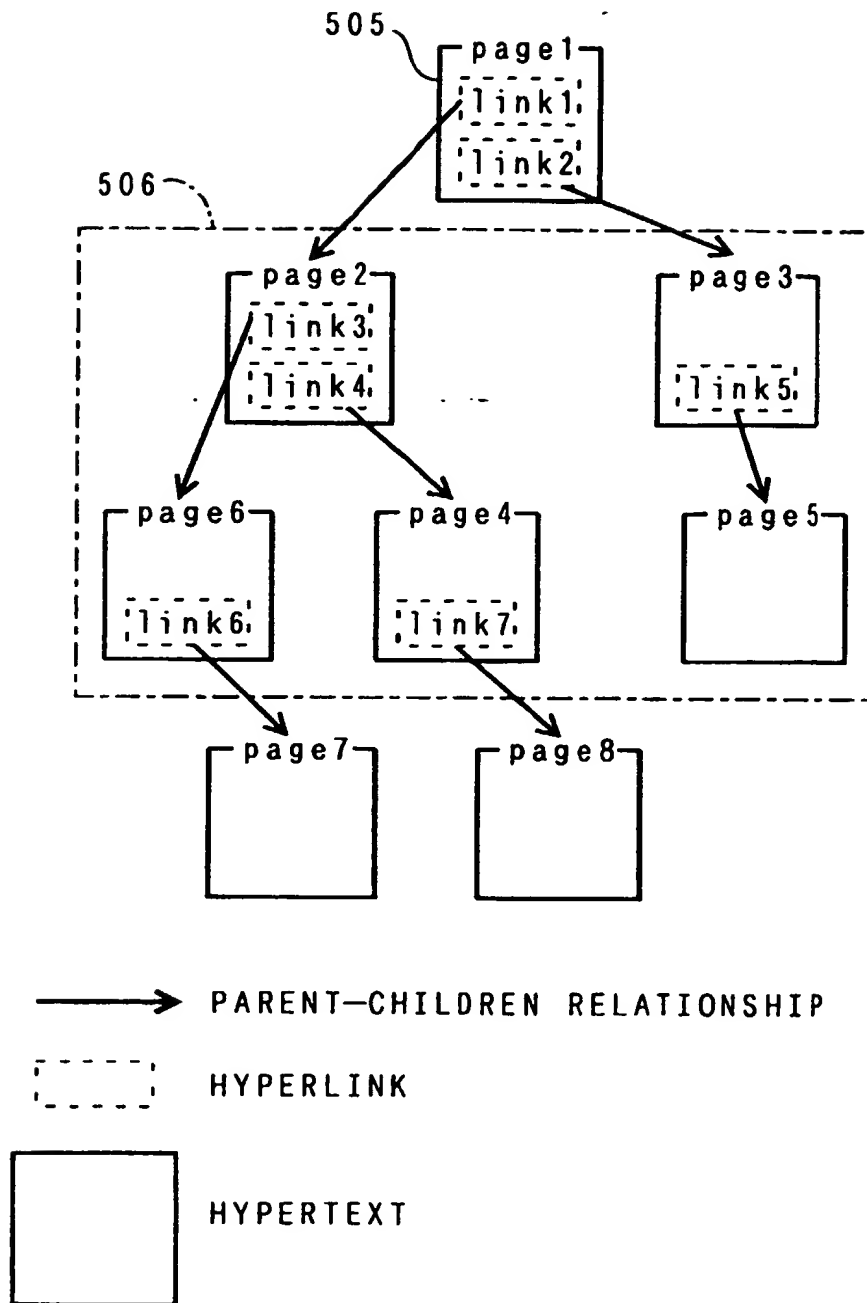 505
page1
link1
link2
506
page2
page3
link3
link4
link5
page6
page4
page5
link6
link7
page7
page8
PARENT-CHILDREN RELATIONSHIP
HYPERLINK
HYPERTEXT